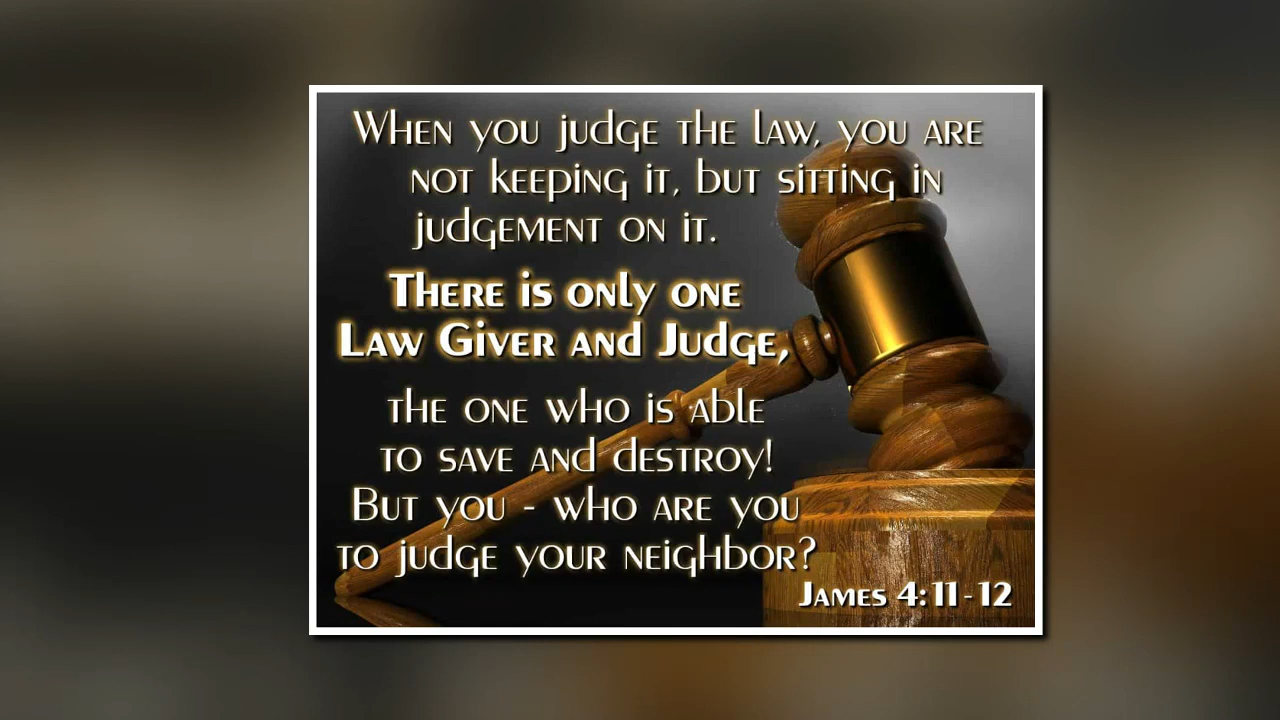 When you judge the law, you are
not keeping it, but sitting in
judgement on it.
There is only one
Law Giver and Judge,
the one who is able
to save and destroy!
But you - who are you
to judge your neighbor?
James 4:11-12